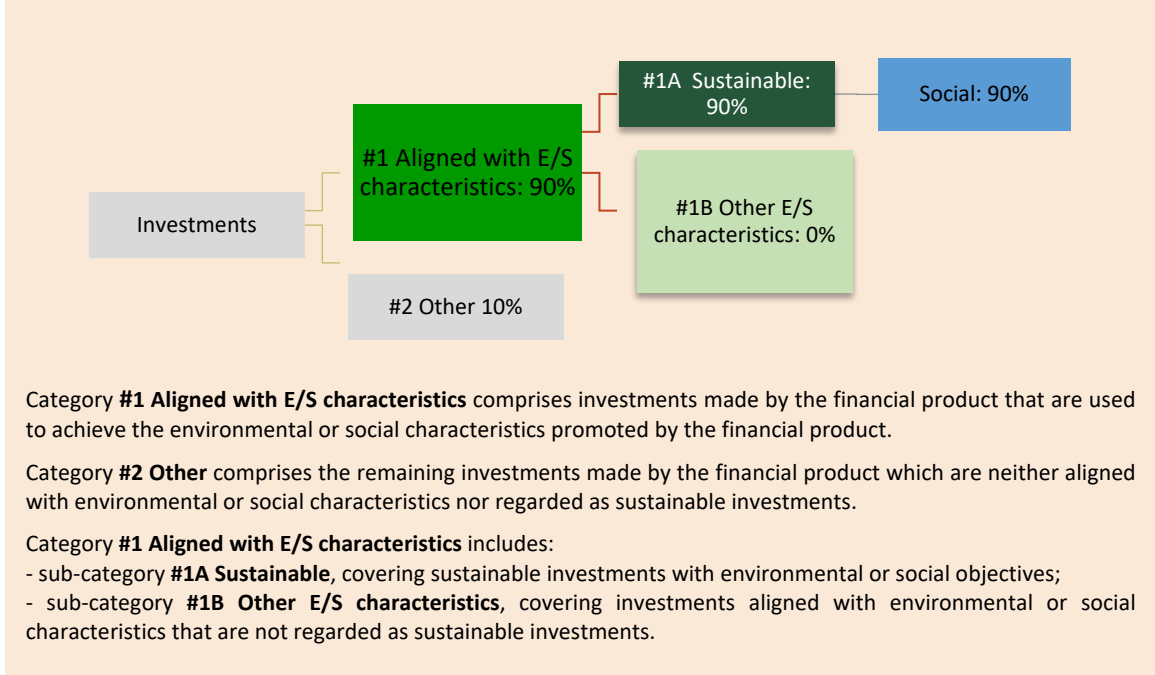 #1A  Sustainable:
90%
Social: 90%
#1 Aligned with E/S
characteristics: 90%
#1B Other E/S
characteristics: 0%
Investments
#2 Other 10%
Category #1 Aligned with E/S characteristics comprises investments made by the financial product that are used
to achieve the environmental or social characteristics promoted by the financial product.
Category #2 Other comprises the remaining investments made by the financial product which are neither aligned
with environmental or social characteristics nor regarded as sustainable investments.
Category #1 Aligned with E/S characteristics includes:
- sub-category #1A Sustainable, covering sustainable investments with environmental or social objectives;
- sub-category #1B Other E/S characteristics, covering investments aligned with environmental or social
characteristics that are not regarded as sustainable investments.